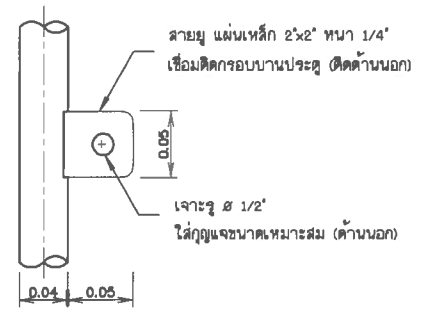 สายยู แผ่นเหล็ก 2"x2" หนา 1/4"
เชื่อมติดกรอบบานประตู (ติดด้านนอก)
0.05
เจาะรู ø 1/2"
ใส่กุญแจขนาดเหมาะสม (ด้านนอก)
0.04
0.05